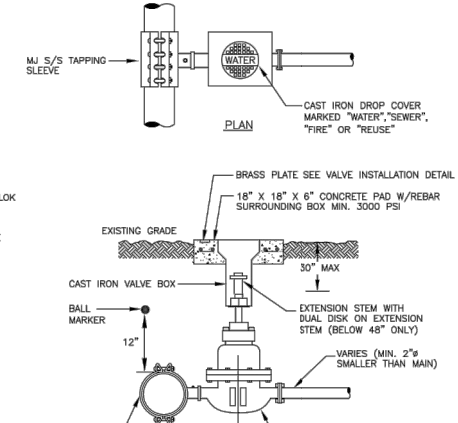 MJ S/S TAPPING
SLEEVE
WATER
CAST IRON DROP COVER
MARKED "WATER","SEWER",
"FIRE" OR "REUSE"
PLAN
BRASS PLATE SEE VALVE INSTALLATION DETAIL
LOK
18" X 18" X 6" CONCRETE PAD W/REBAR
SURROUNDING BOX MIN. 3000 PSI
EXISTING GRADE
30" MAX
CAST IRON VALVE BOX
BALL
MARKER
EXTENSION STEM WITH
DUAL DISK ON EXTENSION
STEM (BELOW 48" ONLY)
12"
VARIES (MIN. 2"ø
SMALLER THAN MAIN)